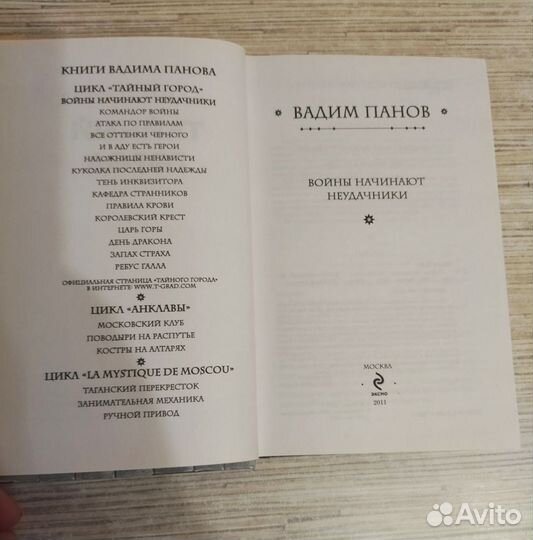 КНИГИ ВАДИМА ПАНОВА
ЦИКЛ «ТАЙНЫЙ ГОРОД»
ВОЙНЫ НАЧИНАЮТ НЕУДАЧНИКИ
КОМАНДОР ВОЙНЫ
АТАКА ПО ПРАВИЛАМ
ВСЕ ОТТЕНКИ ЧЕРНОГО
И В АДУ ЕСТЬ ГЕРОИ
НАЛОЖНИЦЫ НЕНАВИСТИ
КУКОЛКА ПОСЛЕДНЕЙ НАДЕЖДЫ
ТЕНЬ ИНКВИЗИТОРА
КАФЕДРА СТРАННИКОВ
ПРАВИЛА КРОВИ
КОРОЛЕВСКИЙ КРЕСТ
ЦАРЬ ГОРЫ
ДЕНЬ ДРАКОНА
ЗАПАХ СТРАХА
РЕБУС ГАЛЛА
ОФИЦИАЛЬНАЯ СТРАНИЦА «ТАЙНОГО ГОРОДА»
В ИНТЕРНЕТЕ: WWW.T-GRAD.COM
ЦИКЛ «АНКЛАВЫ»
МОСКОВСКИЙ КЛУБ
ПОВОДЫРИ НА РАСПУТЬЕ
КОСТРЫ НА АЛТАРЯХ
ЦИКЛ «LA MYSTIQUE DE MOSCOU»
ТАГАНСКИЙ ПЕРЕКРЕСТОК
ЗАНИМАТЕЛЬНАЯ МЕХАНИКА
РУЧНОЙ ПРИВОД
ВАДИМ ПАНОВ
ВОЙНЫ НАЧИНАЮТ
НЕУДАЧНИКИ
МОСКВА
ЭКСМО
2011
Avito